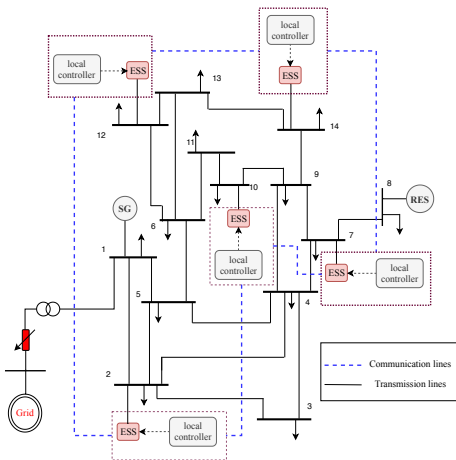 local
controller
ESS
local
controller
ESS
13
12
14
11
9
10
8
RES
SG
6
ESS
7
1
local
controller
ESS
local
controller
5
4
2
Communication lines
Transmission lines
3
Grid
ESS
local
controller